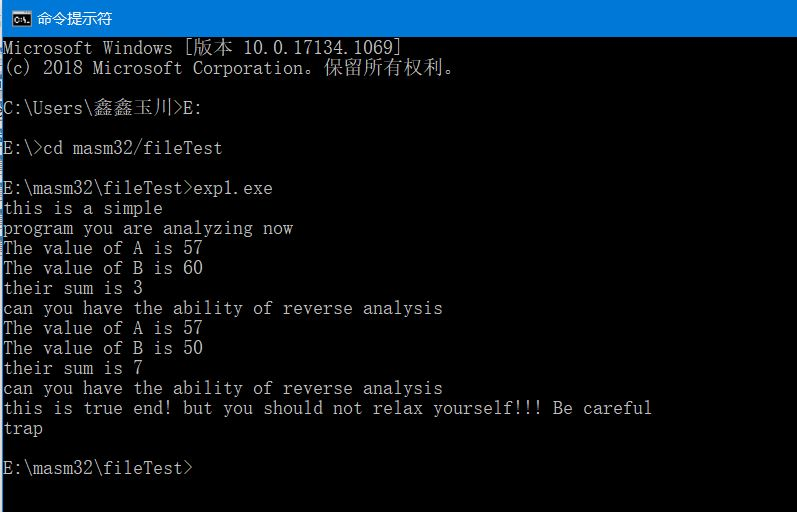 命令提示符
Microsoft Windows [版本 10.0.17134.1069]
(c) 2018 Microsoft Corporation。保留所有权利。
C:\Users\鑫鑫玉川>E:
E:\>cd masm32/fileTest
E:\masm32\fileTest>exp1.exe
this is a simple
program you are analyzing now
The value of A is 57
The value of B is 60
their sum is 3
can you have the ability of reverse analysis
The value of A is 57
The value of B is 50
their sum is 7
can you have the ability of reverse analysis
this is true end! but you should not relax yourself!!! Be careful
trap
E:\masm32\fileTest>